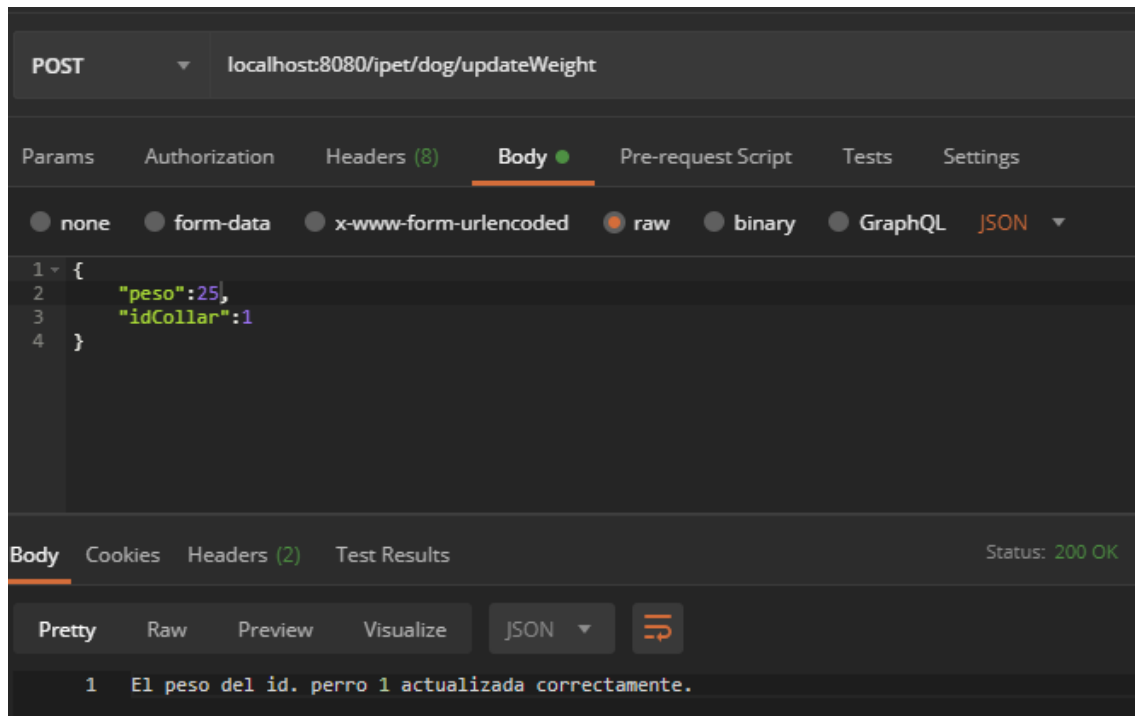 POST localhost:8080/ipet/dog/updateWeight
Params Authorization Headers (8) Body Pre-request Script Tests Settings
none form-data x-www-form-urlencoded raw binary GraphQL JSON
1 {
2 "peso":25,
3 "idCollar":1
4 }
Body Cookies Headers (2) Test Results Status: 200 OK
Pretty Raw Preview Visualize JSON
1 El peso del id. perro 1 actualizada correctamente.